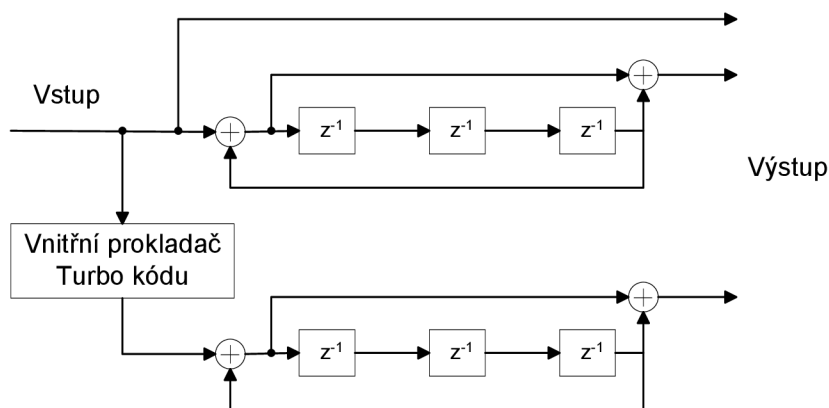 Vstup
z⁻¹ z⁻¹ z⁻¹
Výstup
Vnitřní prokladač
Turbo kódu
z⁻¹ z⁻¹ z⁻¹